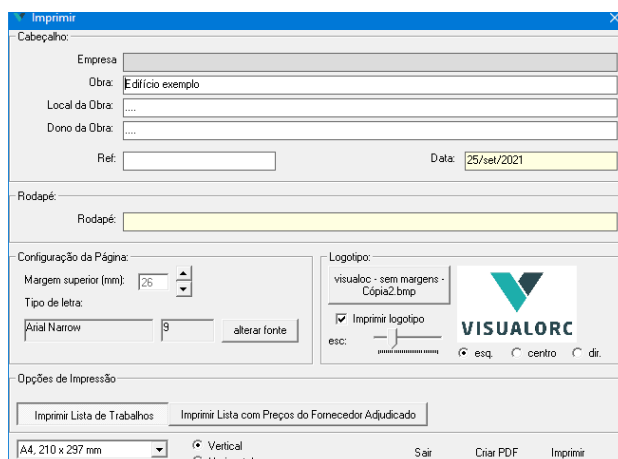 Imprimir
Cabeçalho:
Empresa
Obra: Edifício exemplo
Local da Obra: ....
Dono da Obra: ....
Ref: Data: 25/set/2021
Rodapé:
Rodapé:
Configuração da Página:
Margem superior (mm): 26
Tipo de letra:
Arial Narrow 9 alterar fonte
Logotipo:
visualoc - sem margens -
Cópia2.bmp
Imprimir logotipo
esc:
VISUALORC
esq. centro dir.
Opções de Impressão
Imprimir Lista de Trabalhos Imprimir Lista com Preços do Fornecedor Adjudicado
A4, 210 x 297 mm Vertical Sair Criar PDF Imprimir